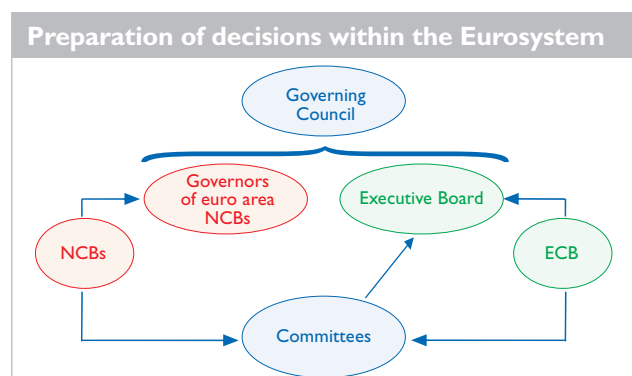 Preparation of decisions within the Eurosystem
Governing
Council
Governors
of euro area
NCBs
Executive Board
NCBs
ECB
Committees